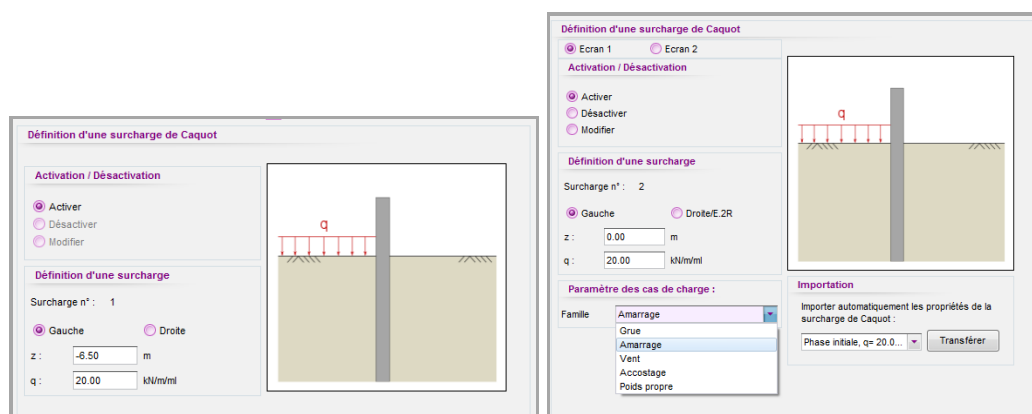 Définition d'une surcharge de Caquot
Activation / Désactivation
Activer
Désactiver
Modifier
Définition d'une surcharge
Surcharge n° : 1
Gauche Droite
z : -6.50 m
q : 20.00 kN/m/ml
q
Définition d'une surcharge de Caquot
Ecran 1 Ecran 2
Activation / Désactivation
Activer
Désactiver
Modifier
Définition d'une surcharge
Surcharge n° : 2
Gauche Droite/E.2R
z : 0.00 m
q : 20.00 kN/m/ml
Paramètre des cas de charge :
Famille Amarrage
Grue
Amarrage
Vent
Accostage
Poids propre
q
Importation
Importer automatiquement les propriétés de la
surcharge de Caquot :
Phase initiale, q= 20.0... Transférer